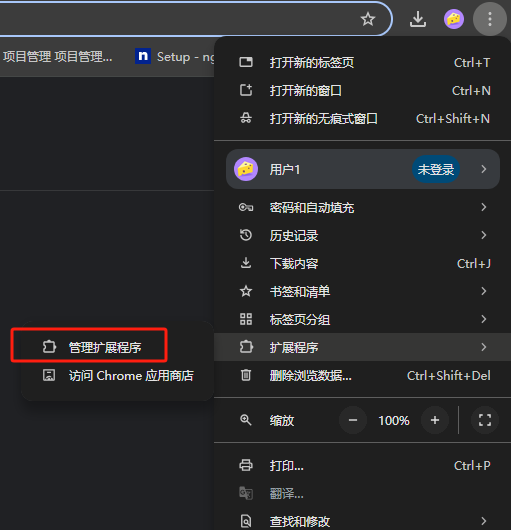 项目管理 项目管理... Setup - ng
打开新的标签页 Ctrl+T
打开新的窗口 Ctrl+N
打开新的无痕式窗口 Ctrl+Shift+N
用户1 未登录
密码和自动填充
历史记录
下载内容 Ctrl+J
书签和清单
标签页分组
管理扩展程序 扩展程序
访问 Chrome 应用商店 删除浏览数据... Ctrl+Shift+Del
缩放 − 100% +
打印... Ctrl+P
翻译...
查找和修改